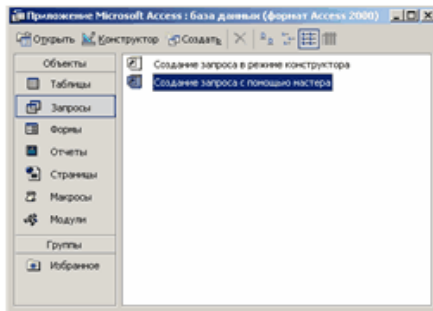 Приложение Microsoft Access : база данных (формат Access 2000)
Открыть Конструктор Создать
Объекты
Таблицы
Запросы
Формы
Отчеты
Страницы
Макросы
Модули
Группы
Избранное
Создание запроса в режиме конструктора
Создание запроса с помощью мастера